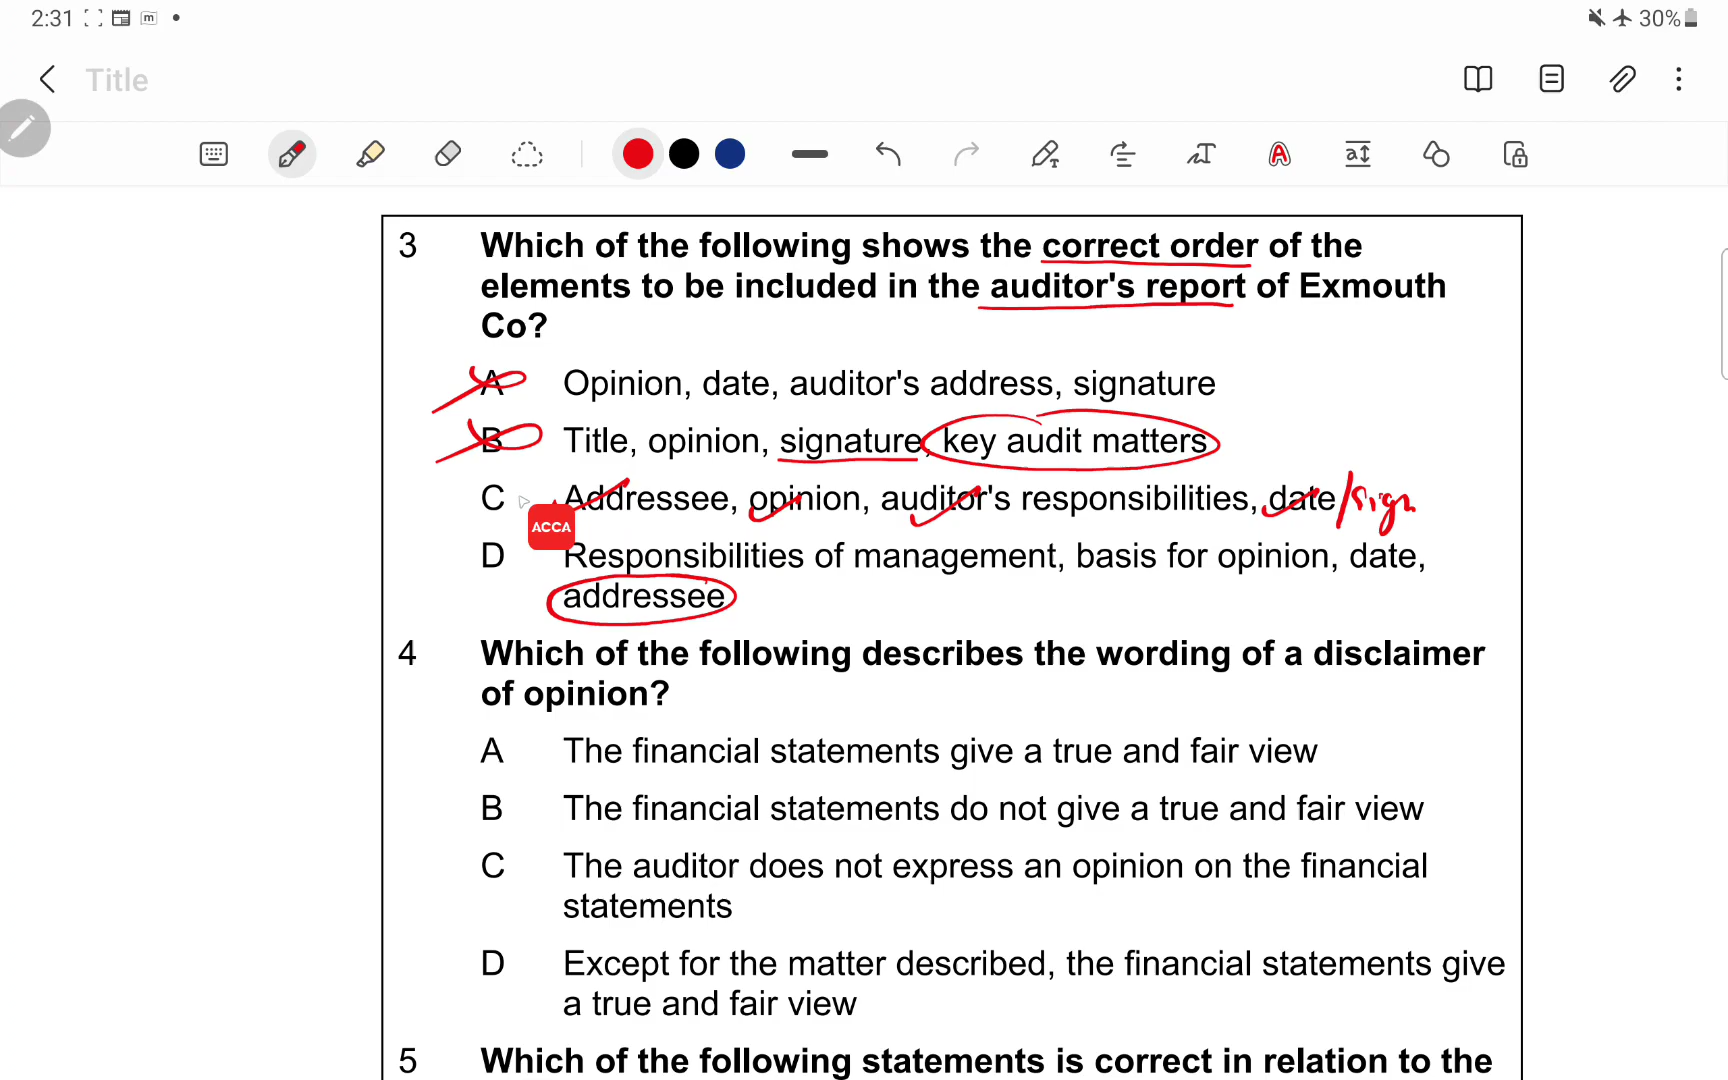 2:31
30%
Title
3 Which of the following shows the correct order of the
elements to be included in the auditor's report of Exmouth
Co?
A Opinion, date, auditor's address, signature
B Title, opinion, signature, key audit matters
C Addressee, opinion, auditor's responsibilities, date/sign
ACCA
D Responsibilities of management, basis for opinion, date,
addressee
4 Which of the following describes the wording of a disclaimer
of opinion?
A The financial statements give a true and fair view
B The financial statements do not give a true and fair view
C The auditor does not express an opinion on the financial
statements
D Except for the matter described, the financial statements give
a true and fair view
5 Which of the following statements is correct in relation to the